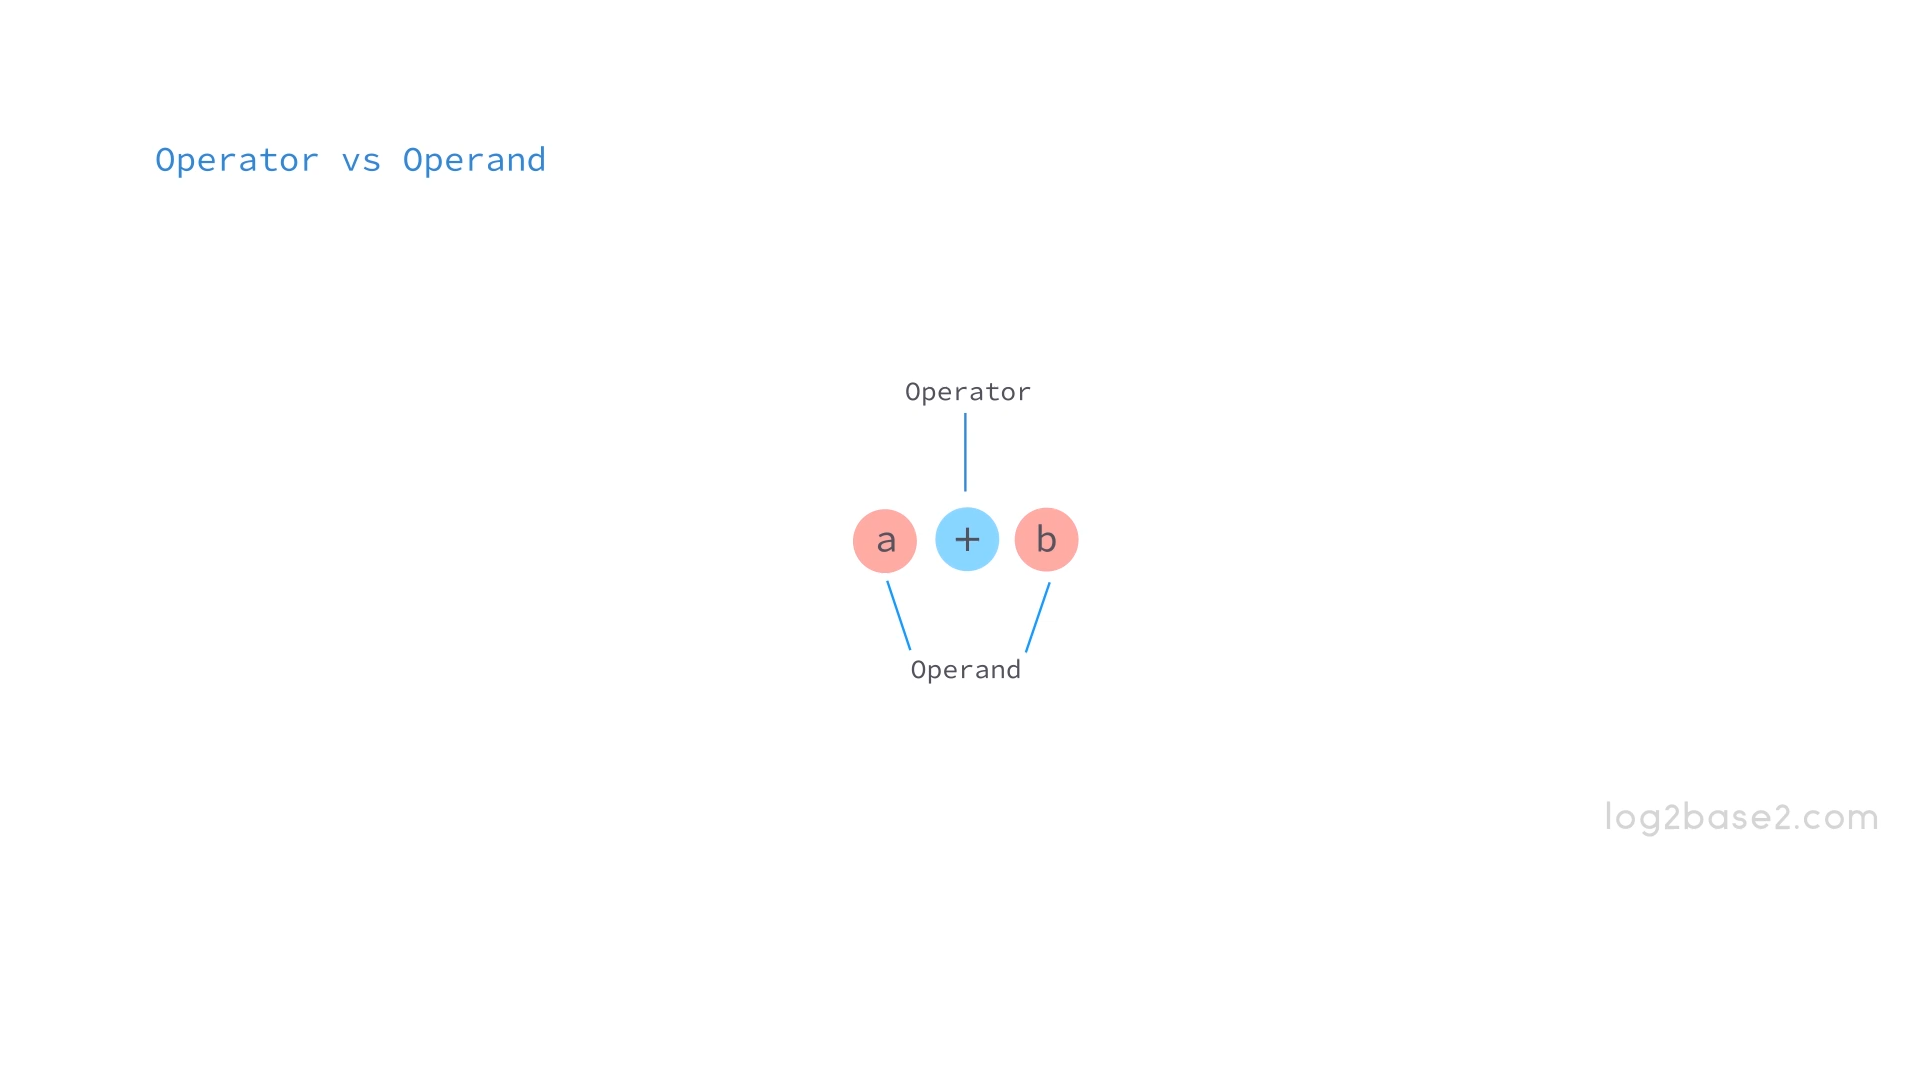 Operator vs Operand
Operator
a + b
Operand
log2base2.com